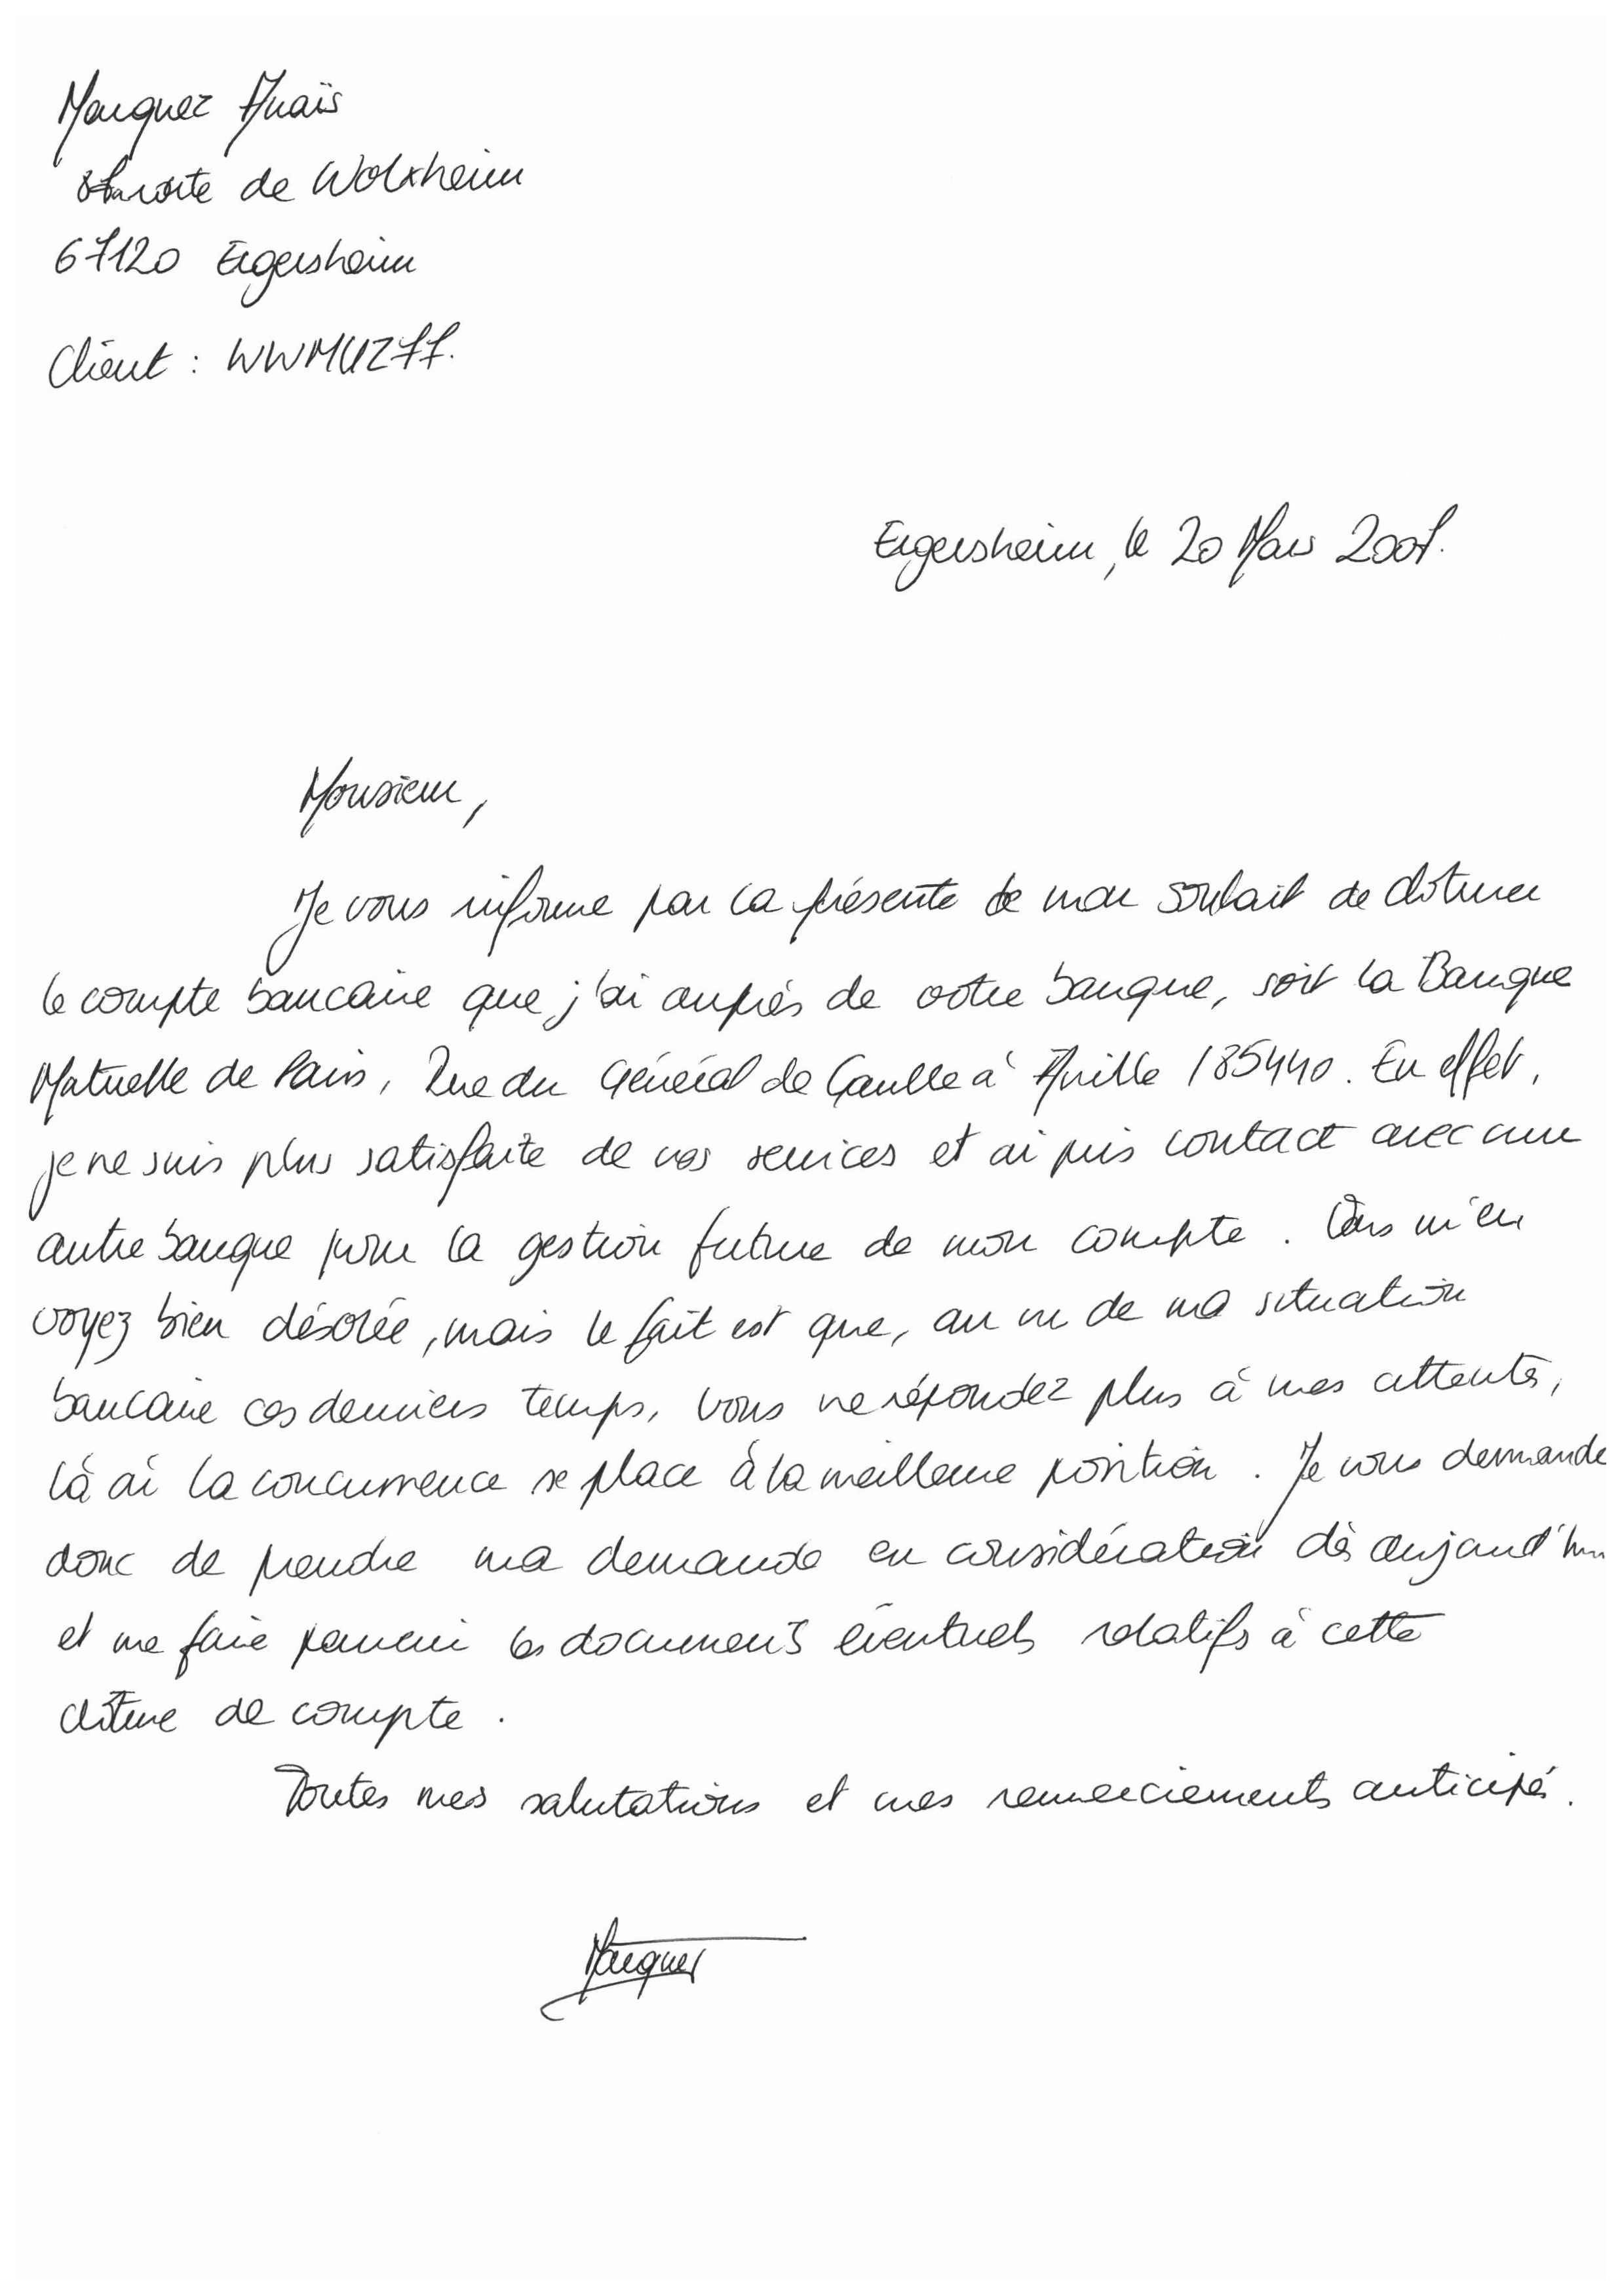 Marquez Anaïs
route de Wolxheim
67120 Ergersheim
Client : WWMUZ77.
Ergersheim, le 20 Mars 2007.
Monsieur,
Je vous informe par la présente de mon souhait de clôturer
le compte bancaire que j'ai auprès de votre banque, soit la Banque
Mutuelle de Paris, Rue du Général de Gaulle à 185440. En effet,
je ne suis plus satisfaite de vos services et ai pris contact avec une
autre banque pour la gestion future de mon compte. Vous m'en
voyez bien désolée, mais le fait est que, au vu de ma situation
bancaire ces derniers temps, vous ne répondez plus à mes attentes,
là où la concurrence se place à la meilleure position. Je vous demande
donc de prendre ma demande en considération dès aujourd'hui
et me faire parvenir les documents éventuels relatifs à cette
clôture de compte.
Toutes mes salutations et mes remerciements anticipés.
Marquez